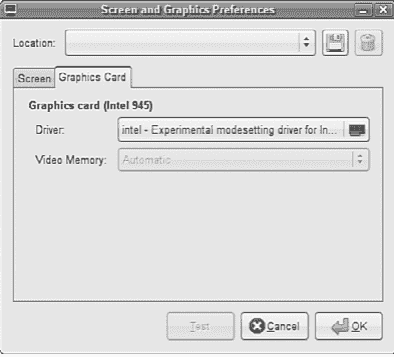 Screen and Graphics Preferences
Location:
Screen Graphics Card
Graphics card (Intel 945)
Driver: intel - Experimental modesetting driver for In...
Video Memory: Automatic
Test Cancel OK